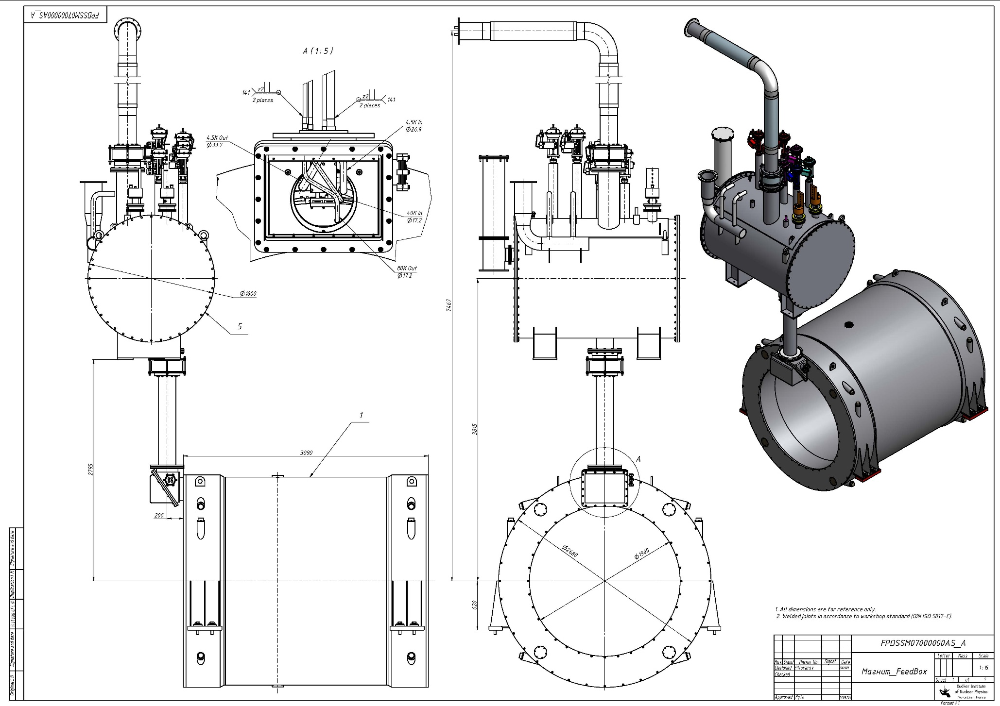 FPDSSM07000000AS_A
A ( 1 : 5 )
141
z2
2 places
z2
141
2 places
4.5K In
Ø26.9
4.5K Out
Ø33.7
40K In
Ø17.2
80K Out
Ø17.2
Ø1600
5
1
3090
2795
206
7467
3815
620
A
Ø2680
Ø1900
1. All dimensions are for reference only.
2. Welded joints in accordance to workshop standard (DIN ISO 5817-C).
FPDSSM07000000AS_A
Магнит_FeedBox
Letter Mass Scale
1 : 15
Sheet 1 of 1
Rev Sheet Docum No Signat. Date
Designed Pivovarov
Checked
Approved Pyta
Budker Institute
of Nuclear Physics
Novosibirsk, Russia
Format A1
Signature and date
Duplication I. N
Instead of I. N
Signature and date
Original I. N